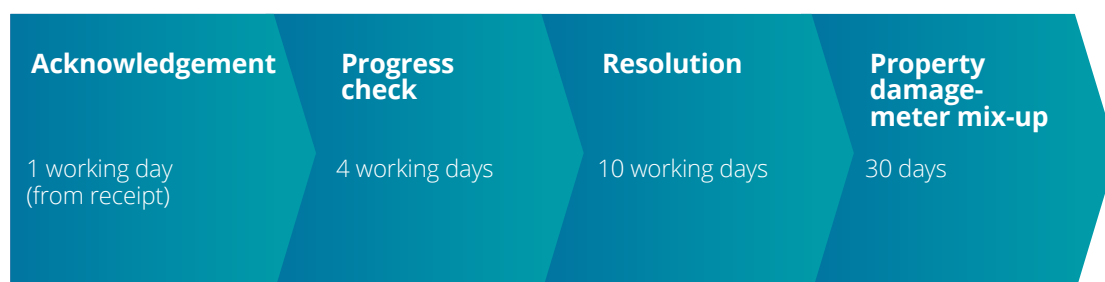 Acknowledgement
1 working day
(from receipt)
Progress
check
4 working days
Resolution
10 working days
Property
damage-
meter mix-up
30 days